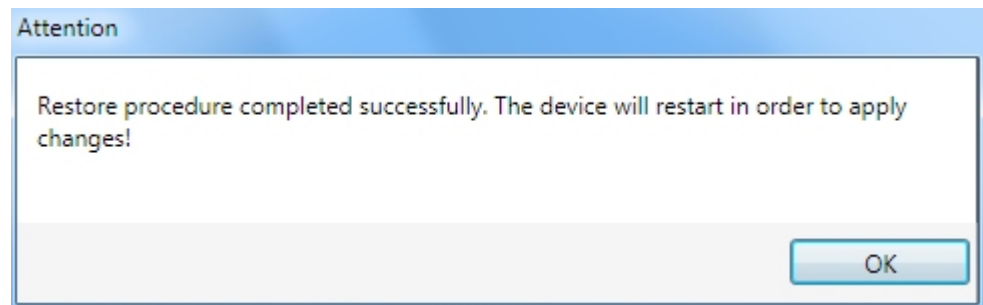 Attention
Restore procedure completed successfully. The device will restart in order to apply
changes!
OK